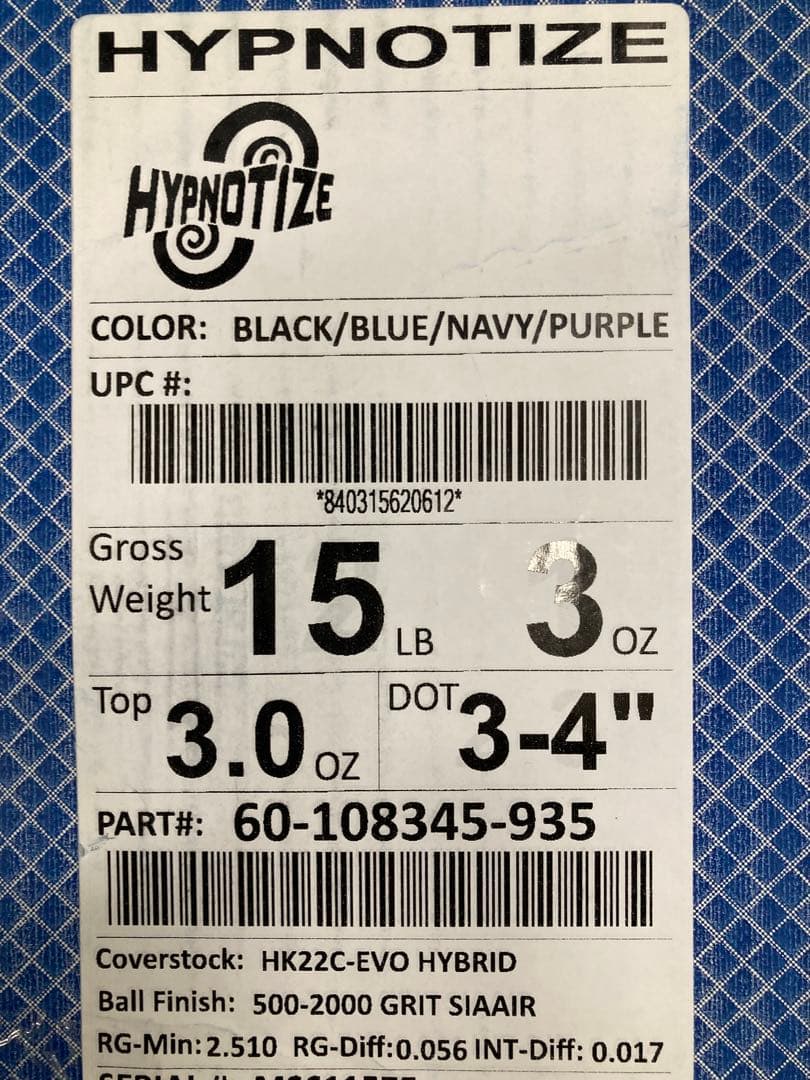 HYPNOTIZE
HYPNOTIZE
COLOR: BLACK/BLUE/NAVY/PURPLE
UPC #:
*840315620612*
Gross Weight 15 LB 3 OZ
Top 3.0 OZ DOT 3-4"
PART#: 60-108345-935
Coverstock: HK22C-EVO HYBRID
Ball Finish: 500-2000 GRIT SIAAIR
RG-Min: 2.510 RG-Diff:0.056 INT-Diff: 0.017
SERIAL #: